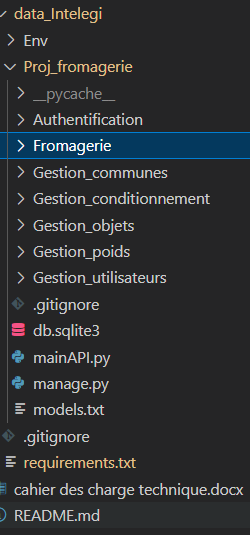 data_Intelegi
Env
Proj_fromagerie
__pycache__
Authentification
Fromagerie
Gestion_communes
Gestion_conditionnement
Gestion_objets
Gestion_poids
Gestion_utilisateurs
.gitignore
db.sqlite3
mainAPI.py
manage.py
models.txt
.gitignore
requirements.txt
cahier des charge technique.docx
README.md